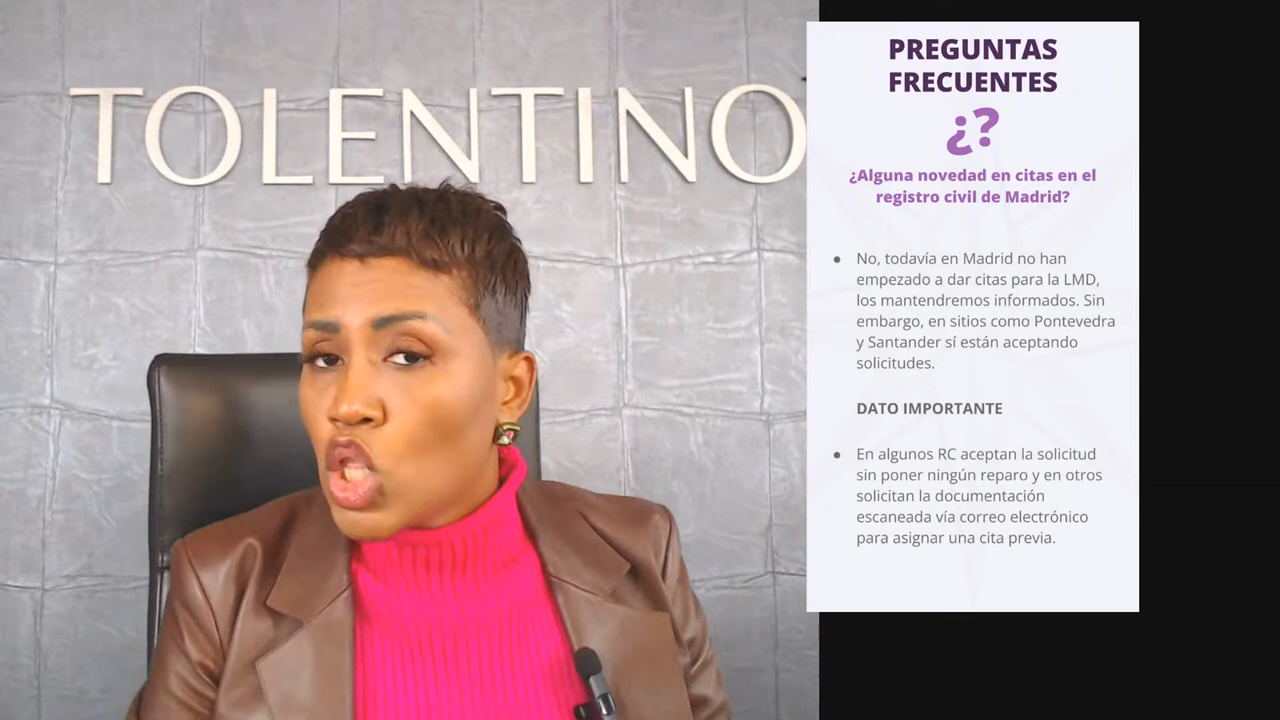 TOLENTINO
PREGUNTAS
FRECUENTES
¿?
¿Alguna novedad en citas en el
registro civil de Madrid?
● No, todavía en Madrid no han
empezado a dar citas para la LMD,
los mantendremos informados. Sin
embargo, en sitios como Pontevedra
y Santander sí están aceptando
solicitudes.
DATO IMPORTANTE
● En algunos RC aceptan la solicitud
sin poner ningún reparo y en otros
solicitan la documentación
escaneada vía correo electrónico
para asignar una cita previa.